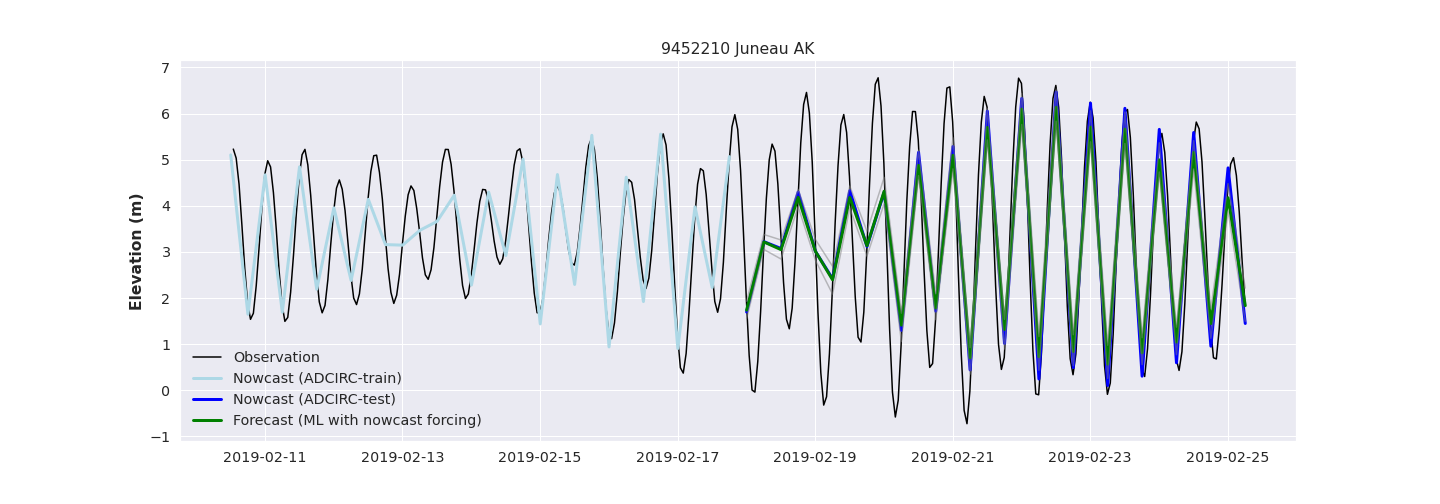 9452210 Juneau AK
Elevation (m)
7
6
5
4
3
2
1
0
−1
Observation
Nowcast (ADCIRC-train)
Nowcast (ADCIRC-test)
Forecast (ML with nowcast forcing)
2019-02-11 2019-02-13 2019-02-15 2019-02-17 2019-02-19 2019-02-21 2019-02-23 2019-02-25